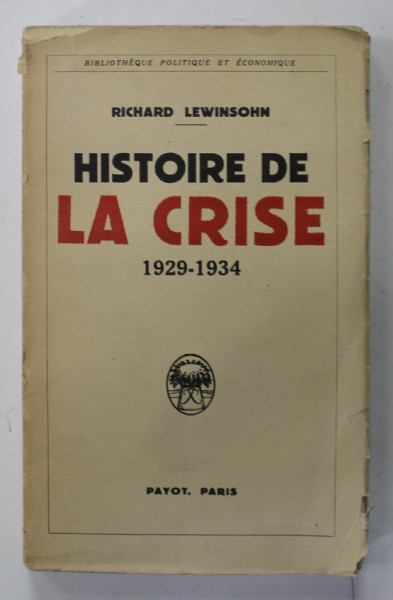 BIBLIOTHÈQUE POLITIQUE ET ÉCONOMIQUE
RICHARD LEWINSOHN
HISTOIRE DE
LA CRISE
1929-1934
PAYOT, PARIS